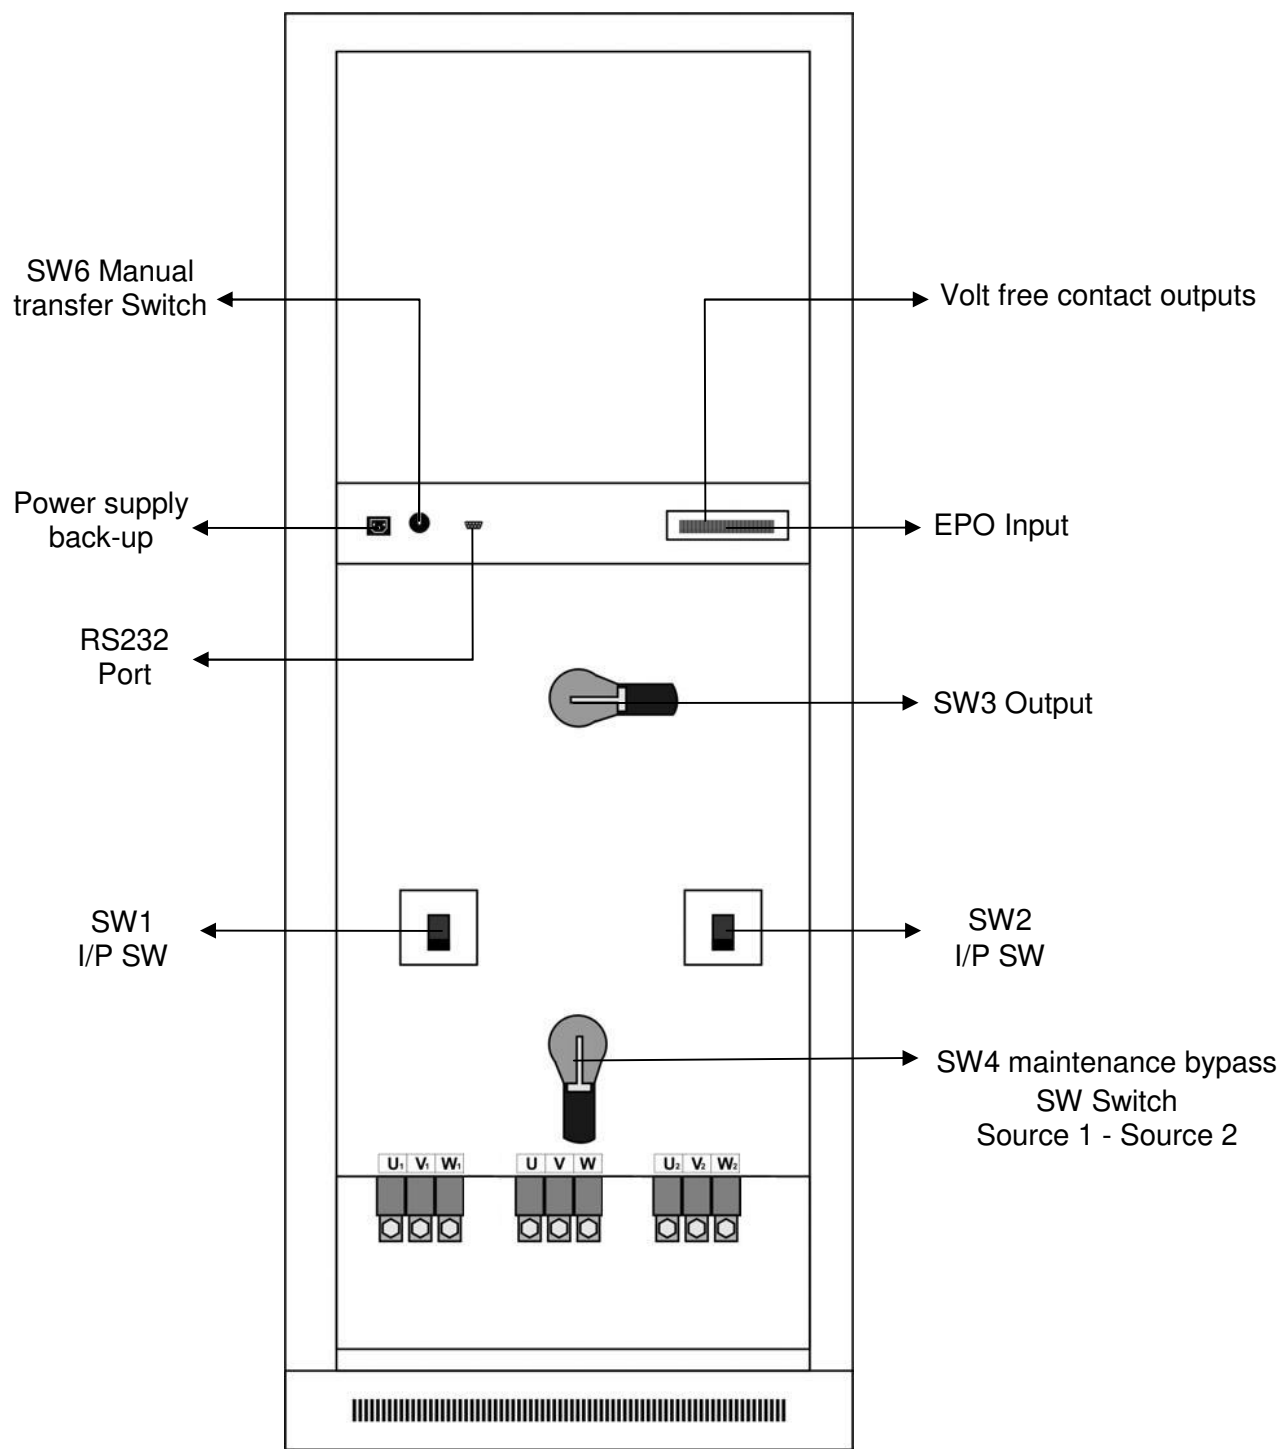 SW6 Manual
transfer Switch
Volt free contact outputs
Power supply
back-up
EPO Input
RS232
Port
SW3 Output
SW1
I/P SW
SW2
I/P SW
SW4 maintenance bypass
SW Switch
Source 1 - Source 2
U1 V1 W1
U V W
U2 V2 W2